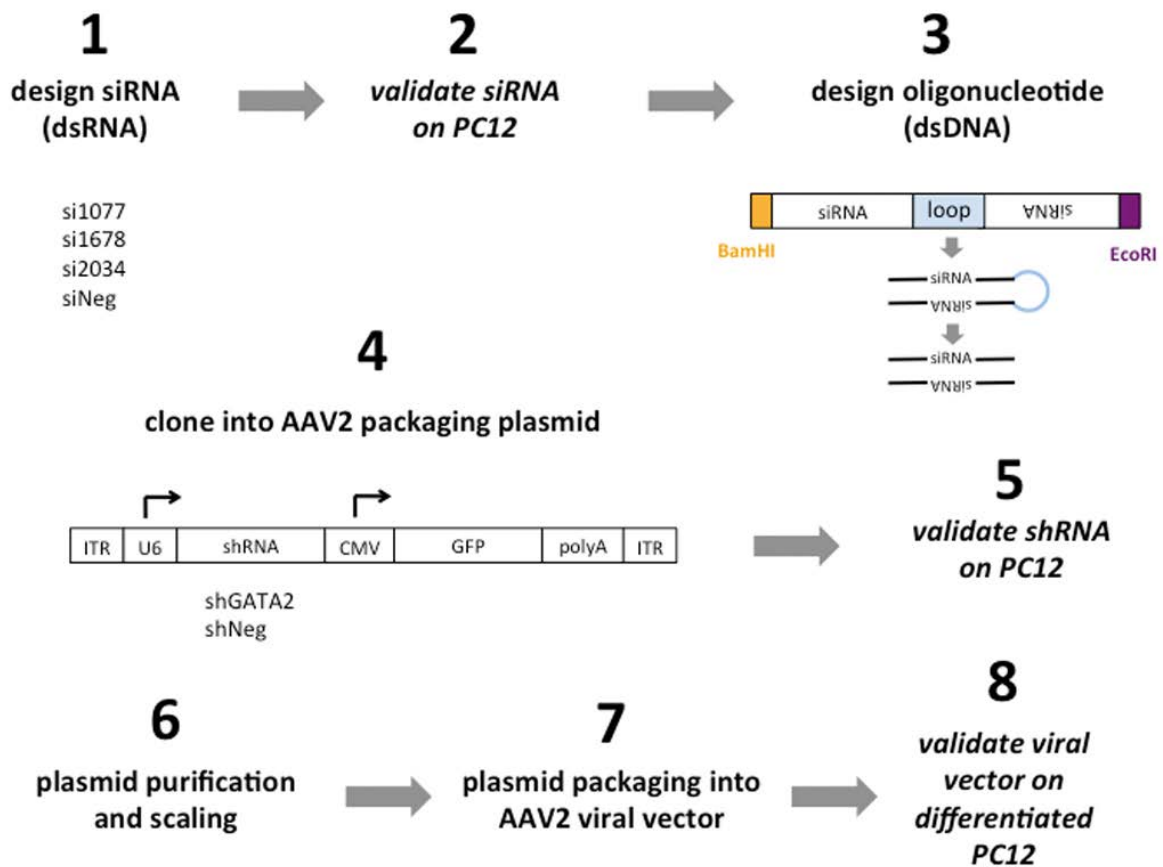 1
design siRNA
(dsRNA)
si1077
si1678
si2034
siNeg
2
validate siRNA
on PC12
3
design oligonucleotide
(dsDNA)
siRNA
loop
siRNA
BamHI
EcoRI
siRNA
siRNA
siRNA
siRNA
4
clone into AAV2 packaging plasmid
ITR
U6
shRNA
CMV
GFP
polyA
ITR
shGATA2
shNeg
5
validate shRNA
on PC12
6
plasmid purification
and scaling
7
plasmid packaging into
AAV2 viral vector
8
validate viral
vector on
differentiated
PC12